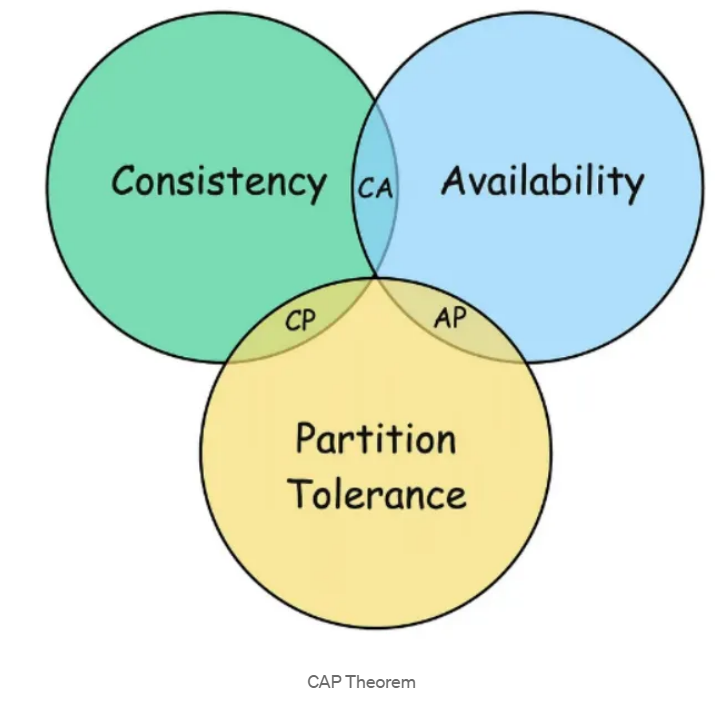 Consistency
CA
Availability
CP
AP
Partition
Tolerance
CAP Theorem